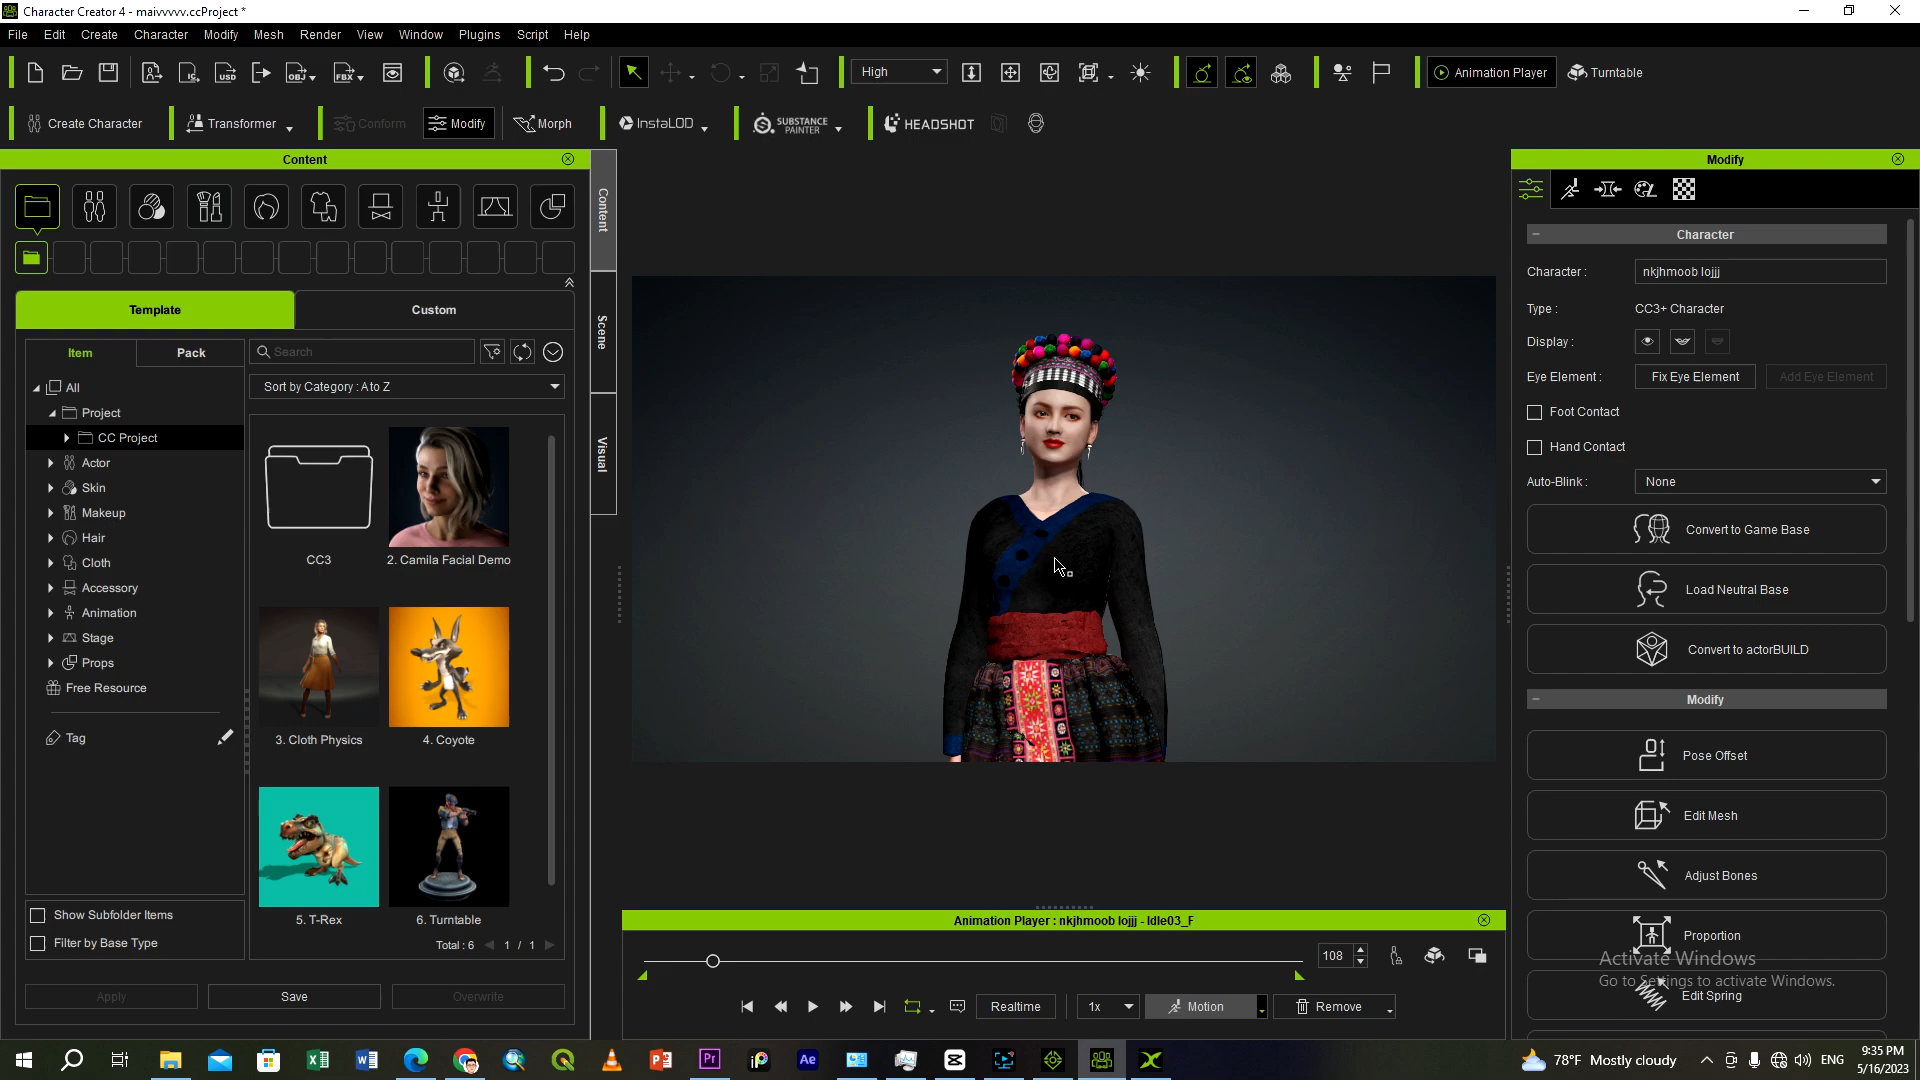 Character Creator 4 - maivvvvv.ccProject *
File Edit Create Character Modify Mesh Render View Window Plugins Script Help
IC USD OBJ FBX High Animation Player Turntable
Create Character Transformer Conform Modify Morph InstaLOD SUBSTANCE PAINTER HEADSHOT
Content
Template Custom
Item Pack Search
Sort by Category : A to Z
All
Project
CC Project
Actor
Skin
Makeup
Hair
Cloth
Accessory
Animation
Stage
Props
Free Resource
Tag
CC3 2. Camila Facial Demo
3. Cloth Physics 4. Coyote
5. T-Rex 6. Turntable
Show Subfolder Items
Filter by Base Type
Total : 6 1 / 1
Apply Save Overwrite
Content
Scene
Visual
Animation Player : nkjhmoob lojjj - Idle03_F
108
Realtime 1x Motion Remove
Modify
Character
Character : nkjhmoob lojjj
Type : CC3+ Character
Display :
Eye Element : Fix Eye Element Add Eye Element
Foot Contact
Hand Contact
Auto-Blink : None
Convert to Game Base
Load Neutral Base
Convert to actorBUILD
Modify
Pose Offset
Edit Mesh
Adjust Bones
Proportion
Activate Windows
Go to Settings to activate Windows.
Edit Spring
78°F Mostly cloudy ENG 9:35 PM
5/16/2023